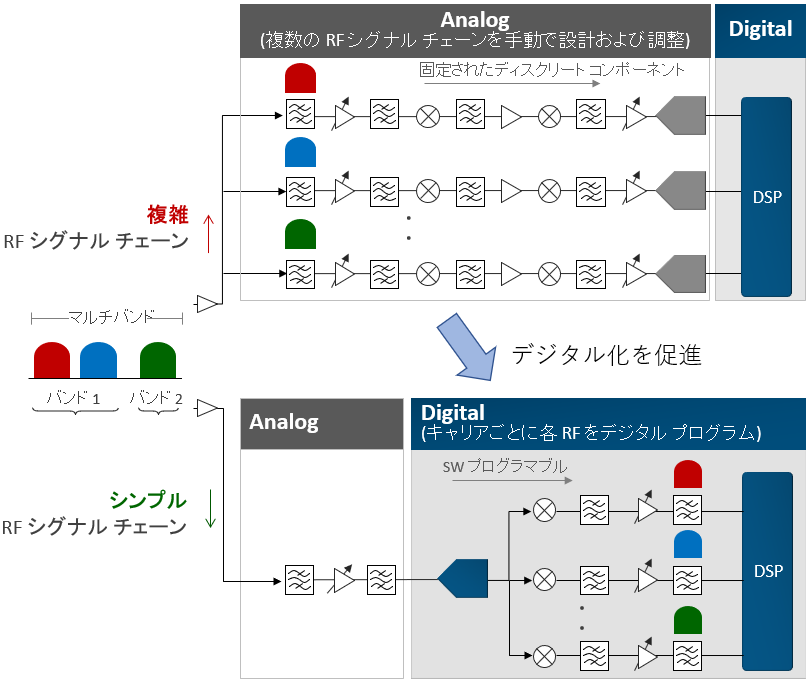 Analog
(複数の RF シグナル チェーンを手動で設計および調整)
Digital
固定されたディスクリート コンポーネント
DSP
複雑
RF シグナル チェーン
マルチバンド
バンド 1
バンド 2
デジタル化を促進
Analog
Digital
(キャリアごとに各 RF をデジタル プログラム)
SW プログラマブル
シンプル
RF シグナル チェーン
DSP